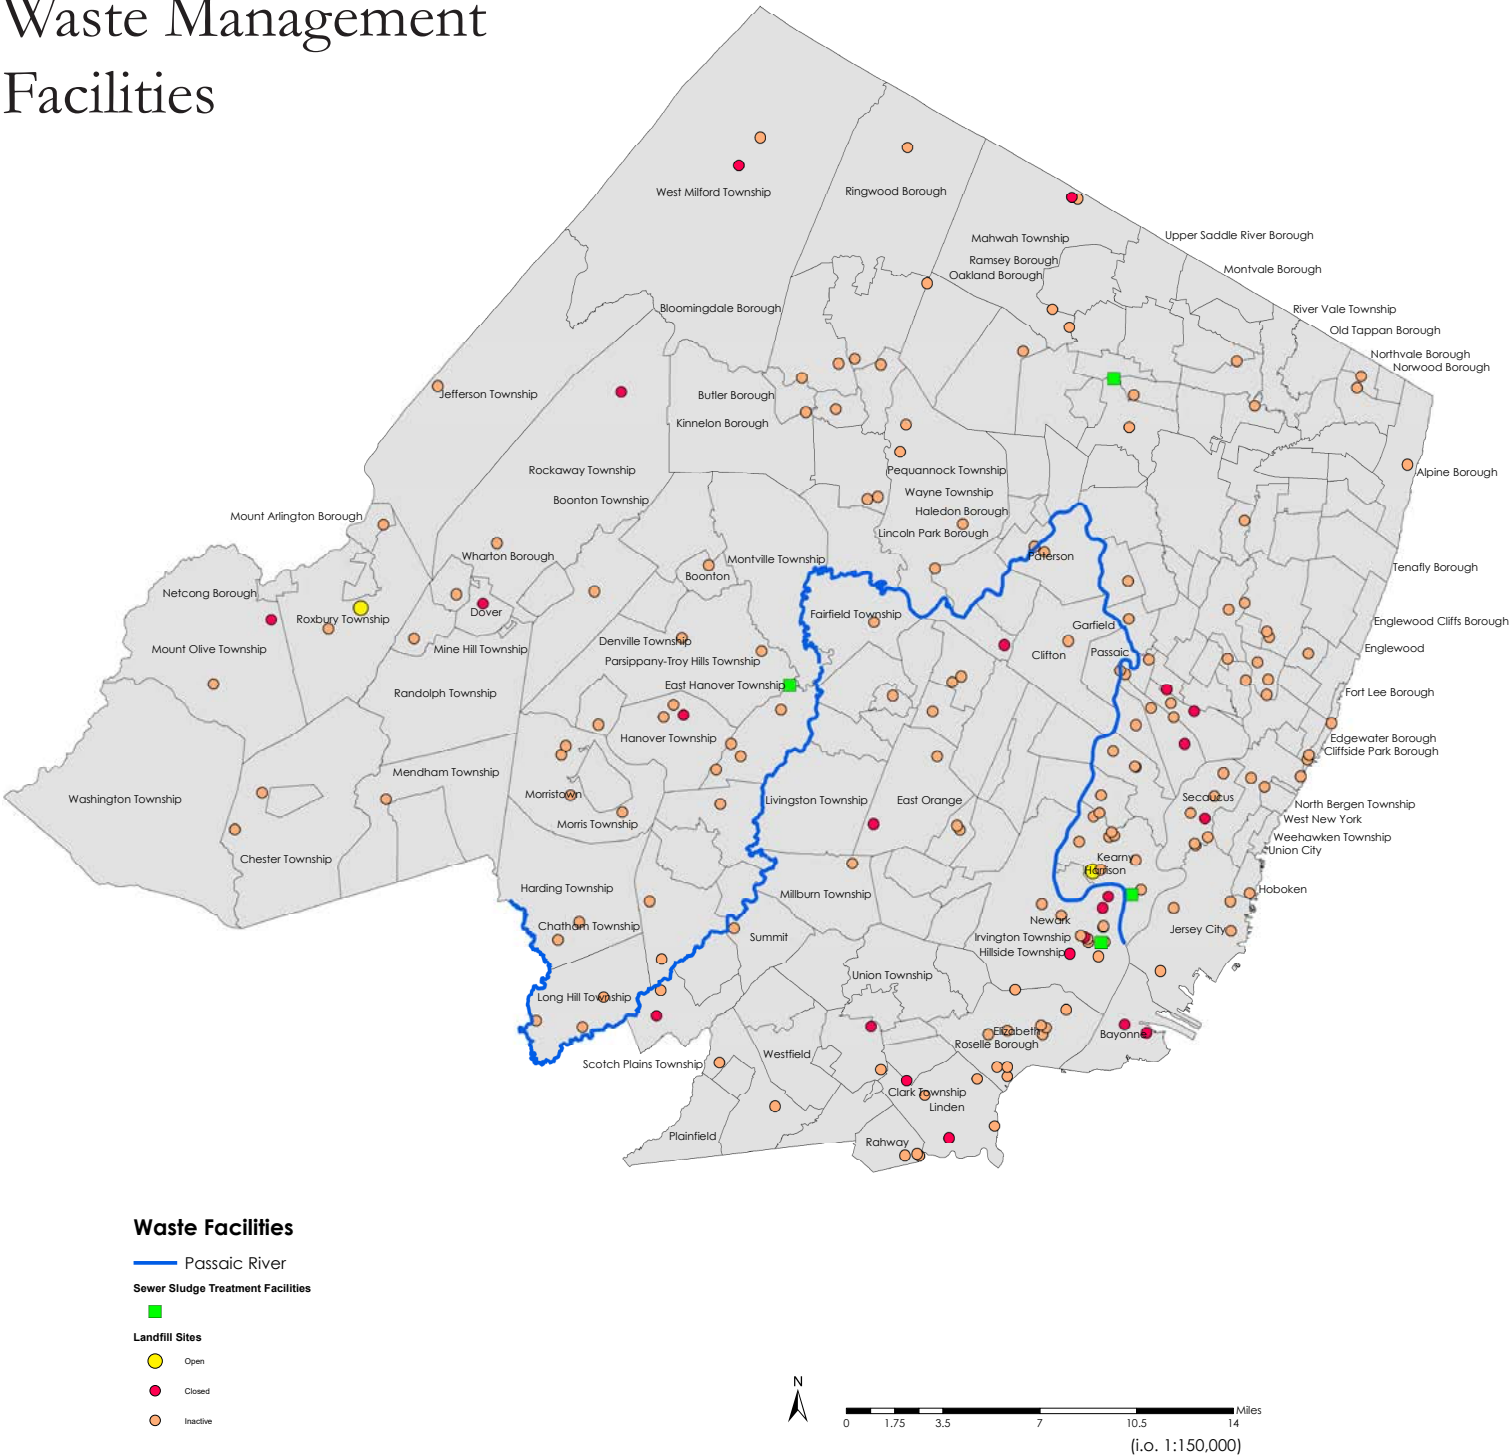 Waste Management
Facilities
West Milford Township
Ringwood Borough
Mahwah Township
Upper Saddle River Borough
Ramsey Borough
Montvale Borough
Oakland Borough
Bloomingdale Borough
River Vale Township
Old Tappan Borough
Northvale Borough
Norwood Borough
Jefferson Township
Butler Borough
Kinnelon Borough
Rockaway Township
Pequannock Township
Alpine Borough
Boonton Township
Wayne Township
Mount Arlington Borough
Haledon Borough
Lincoln Park Borough
Wharton Borough
Montville Township
Paterson
Boonton
Tenafly Borough
Netcong Borough
Dover
Fairfield Township
Roxbury Township
Garfield
Englewood Cliffs Borough
Mount Olive Township
Mine Hill Township
Denville Township
Clifton
Passaic
Englewood
Parsippany-Troy Hills Township
East Hanover Township
Randolph Township
Fort Lee Borough
Hanover Township
Edgewater Borough
Cliffside Park Borough
Mendham Township
Washington Township
Morristown
Livingston Township
East Orange
Secaucus
North Bergen Township
Morris Township
West New York
Weehawken Township
Union City
Chester Township
Kearny
Harrison
Harding Township
Millburn Township
Hoboken
Chatham Township
Newark
Summit
Irvington Township
Jersey City
Hillside Township
Union Township
Long Hill Township
Elizabeth
Bayonne
Roselle Borough
Scotch Plains Township
Westfield
Clark Township
Linden
Plainfield
Rahway
Waste Facilities
Passaic River
Sewer Sludge Treatment Facilities
Landfill Sites
Open
Closed
Inactive
N
Miles
0 1.75 3.5 7 10.5 14
(i.o. 1:150,000)